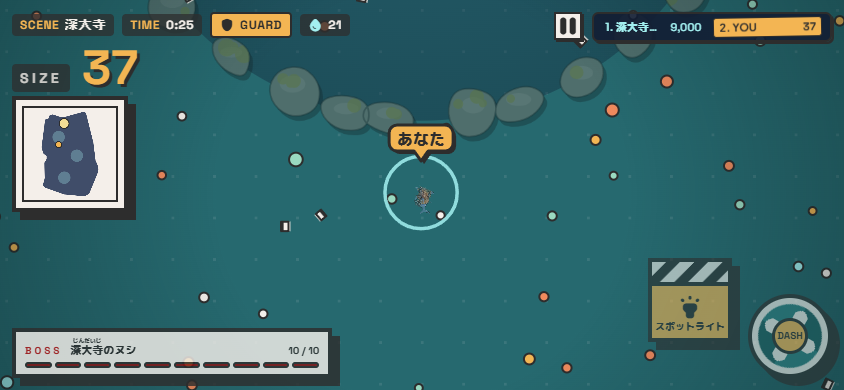 SCENE 深大寺
TIME 0:25
GUARD
21
1. 深大寺… 9,000
2. YOU 37
SIZE 37
あなた
スポットライト
DASH
BOSS 深大寺のヌシ 10 / 10
じんだいじ